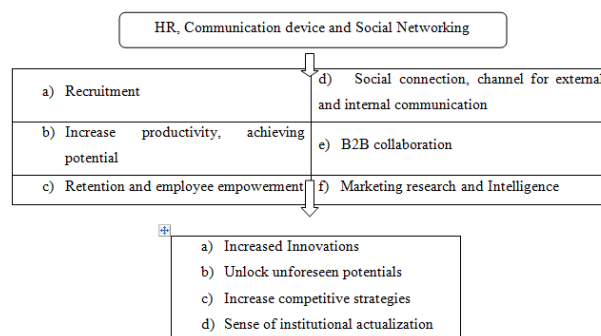 HR, Communication device and Social Networking
a) Recruitment
b) Increase productivity, achieving
potential
c) Retention and employee empowerment
d) Social connection, channel for external
and internal communication
e) B2B collaboration
f) Marketing research and Intelligence
a) Increased Innovations
b) Unlock unforeseen potentials
c) Increase competitive strategies
d) Sense of institutional actualization